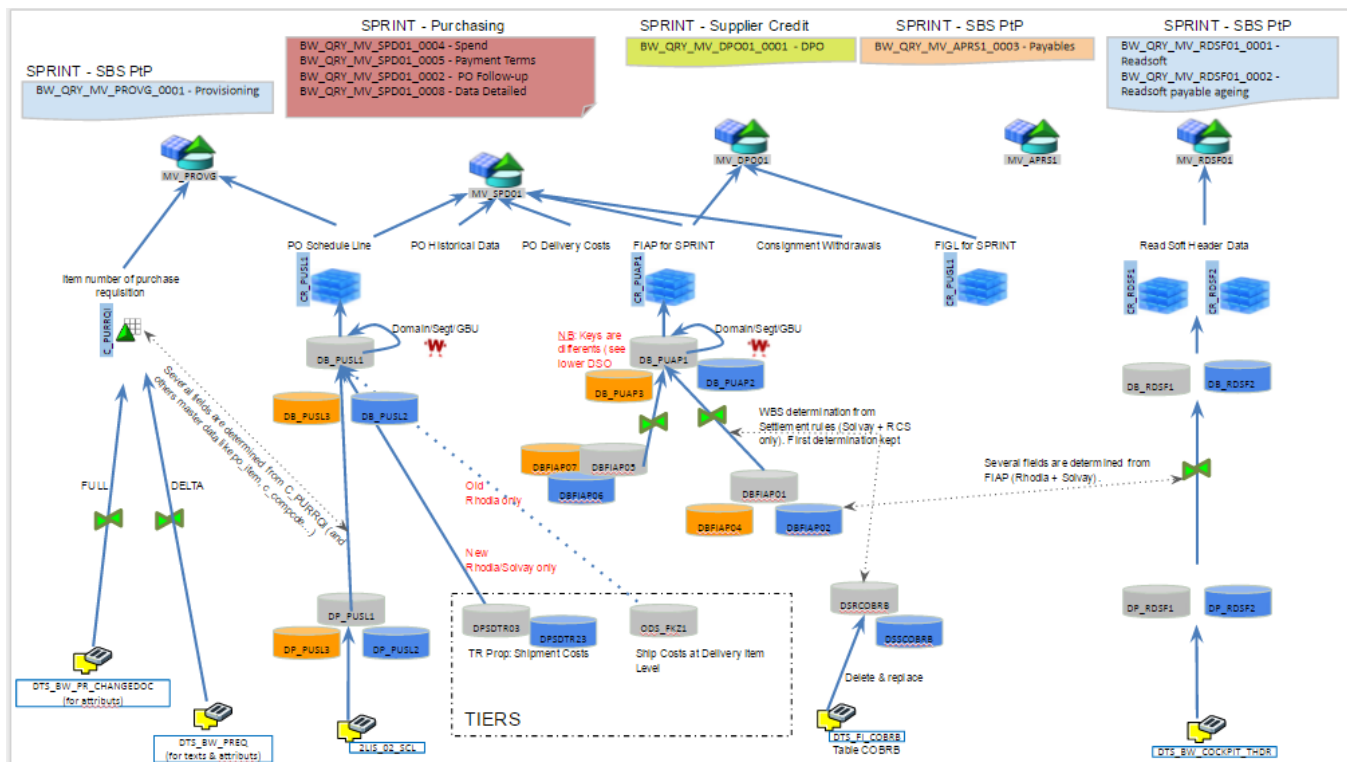 SPRINT - Purchasing
SPRINT - Supplier Credit
SPRINT - SBS PtP
SPRINT - SBS PtP
BW_QRY_MV_SPD01_0004 - Spend
BW_QRY_MV_SPD01_0005 - Payment Terms
BW_QRY_MV_SPD01_0002 - PO Follow-up
BW_QRY_MV_SPD01_0008 - Data Detailed
BW_QRY_MV_DPO01_0001 - DPO
BW_QRY_MV_APRS1_0003 - Payables
BW_QRY_MV_RDSF01_0001 -
Readsoft
BW_QRY_MV_RDSF01_0002 -
Readsoft payable ageing
SPRINT - SBS PtP
BW_QRY_MV_PROVG_0001 - Provisioning
MV_PROVG
MV_SPD01
MV_DPO01
MV_APRS1
MV_RDSF01
PO Schedule Line
PO Historical Data
PO Delivery Costs
FIAP for SPRINT
Consignment Withdrawals
FIGL for SPRINT
Read Soft Header Data
Item number of purchase
requisition
C_PURRQI
CR_PUSL1
CR_PUAP1
CR_PUGL1
CR_RDSF1
CR_RDSF2
Domain/Segt/GBU
W
DB_PUSL1
DB_PUSL3
DB_PUSL2
N.B: Keys are
differents (see
lower DSO
Domain/Segt/GBU
W
DB_PUAP1
DB_PUAP2
DB_PUAP3
DB_RDSF1
DB_RDSF2
Several fields are determined from C_PURRQI (and
others master data like po_item, c_compcde....)
WBS determination from
Settlement rules (Solvay + RCS
only). First determination kept
DBFIAP07
DBFIAP05
DBFIAP06
DBFIAP01
DBFIAP04
DBFIAP02
Several fields are determined from
FIAP (Rhodia + Solvay)
FULL
DELTA
Old
Rhodia only
New
Rhodia/Solvay only
DP_PUSL1
DP_PUSL3
DP_PUSL2
DPSDTR03
DPSDTR23
TR Prop: Shipment Costs
ODS_FKZ1
Ship Costs at Delivery Item
Level
TIERS
DSRCOBRB
DSSCOBRB
Delete & replace
DP_RDSF1
DP_RDSF2
DTS_BW_PR_CHANGEDOC
(for attributs)
DTS_BW_PREQ
(for texts & attributs)
2LIS_02_SCL
DTS_FI_COBRB
Table COBRB
DTS_BW_COCKPIT_THDR